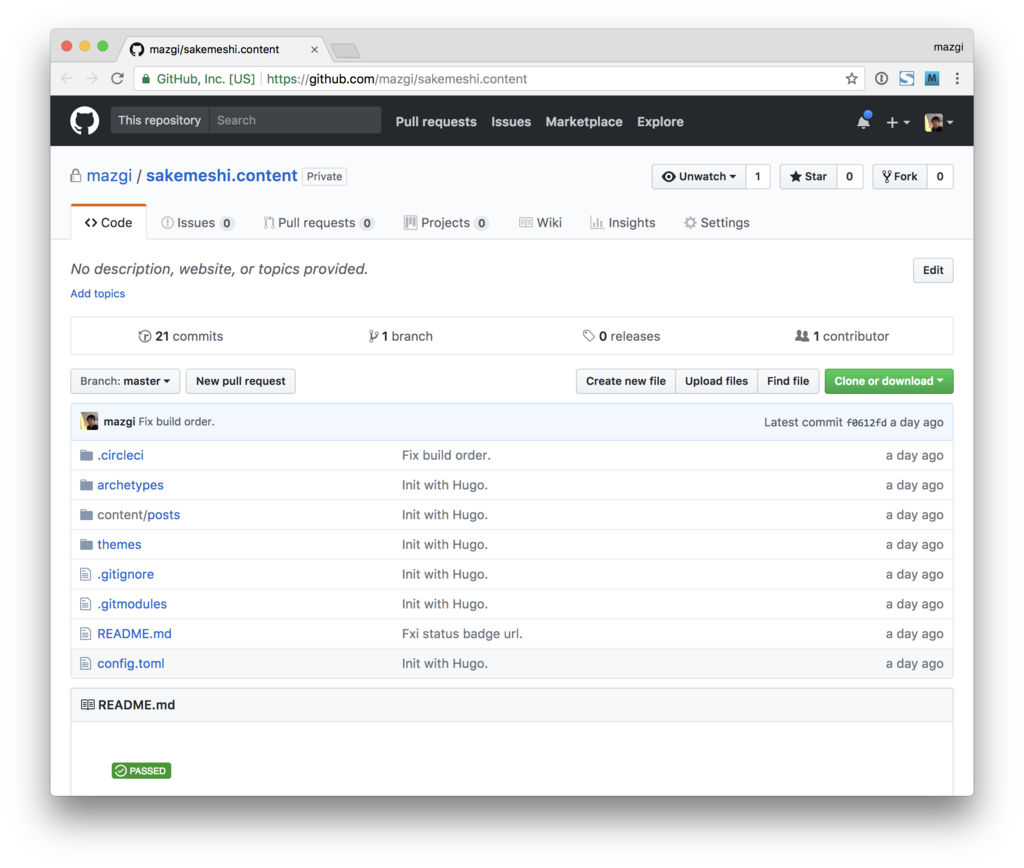 mazgi/sakemeshi.content ×
mazgi
GitHub, Inc. [US] https://github.com/mazgi/sakemeshi.content
M
This repository Search Pull requests Issues Marketplace Explore
mazgi / sakemeshi.content Private Unwatch 1 Star 0 Fork 0
Code Issues 0 Pull requests 0 Projects 0 Wiki Insights Settings
No description, website, or topics provided. Edit
Add topics
21 commits 1 branch 0 releases 1 contributor
Branch: master New pull request Create new file Upload files Find file Clone or download
mazgi Fix build order. Latest commit f0612fd a day ago
.circleci Fix build order. a day ago
archetypes Init with Hugo. a day ago
content/posts Init with Hugo. a day ago
themes Init with Hugo. a day ago
.gitignore Init with Hugo. a day ago
.gitmodules Init with Hugo. a day ago
README.md Fxi status badge url. a day ago
config.toml Init with Hugo. a day ago
README.md
PASSED